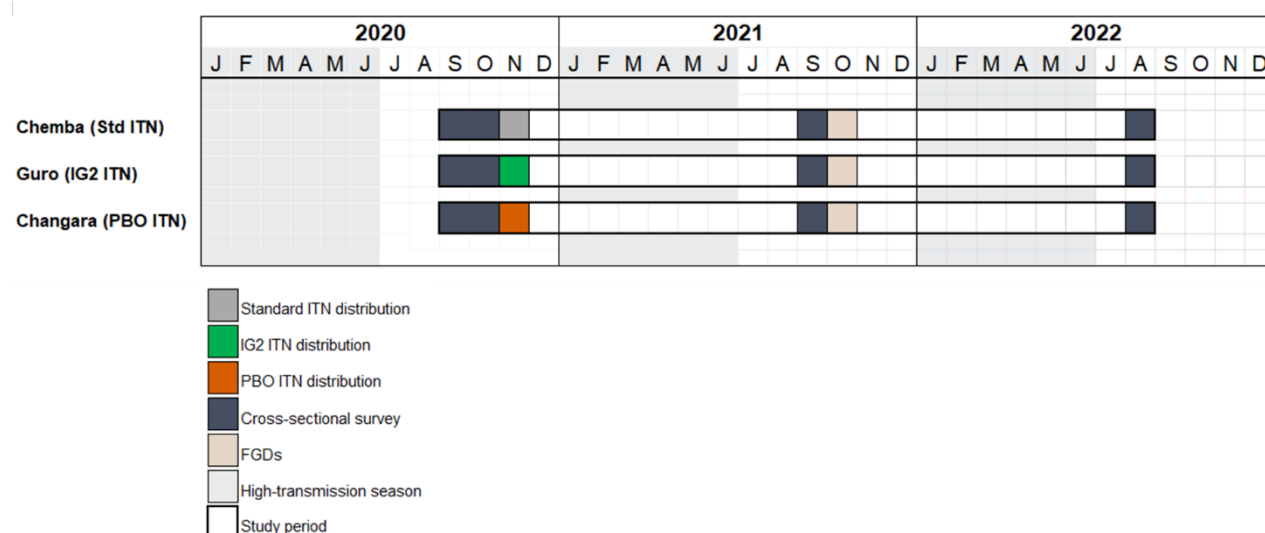 2020 2021 2022
J F M A M J J A S O N D J F M A M J J A S O N D J F M A M J J A S O N D
Chemba (Std ITN)
Guro (IG2 ITN)
Changara (PBO ITN)
Standard ITN distribution
IG2 ITN distribution
PBO ITN distribution
Cross-sectional survey
FGDs
High-transmission season
Study period